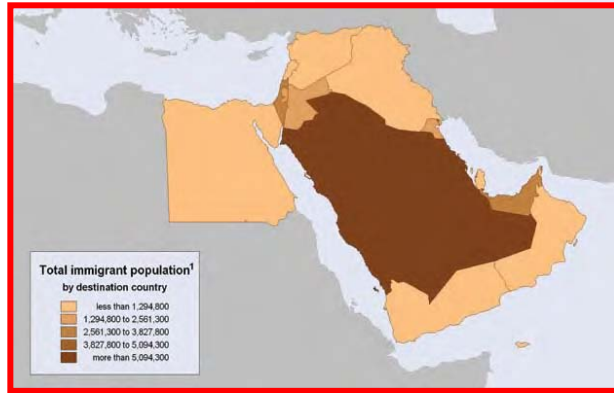 Total immigrant population¹
by destination country
less than 1,294,800
1,294,800 to 2,561,300
2,561,300 to 3,827,800
3,827,800 to 5,094,300
more than 5,094,300